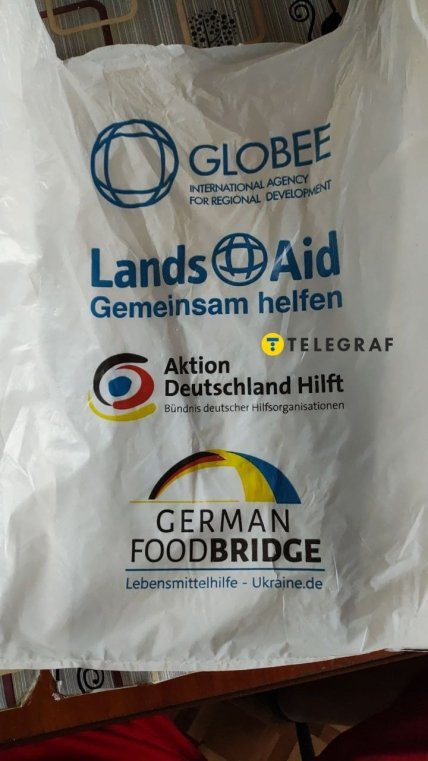 GLOBEE
INTERNATIONAL AGENCY
FOR REGIONAL DEVELOPMENT
Lands Aid
Gemeinsam helfen
TELEGRAF
Aktion
Deutschland Hilft
Bündnis deutscher Hilfsorganisationen
GERMAN
FOODBRIDGE
Lebensmittelhilfe - Ukraine.de